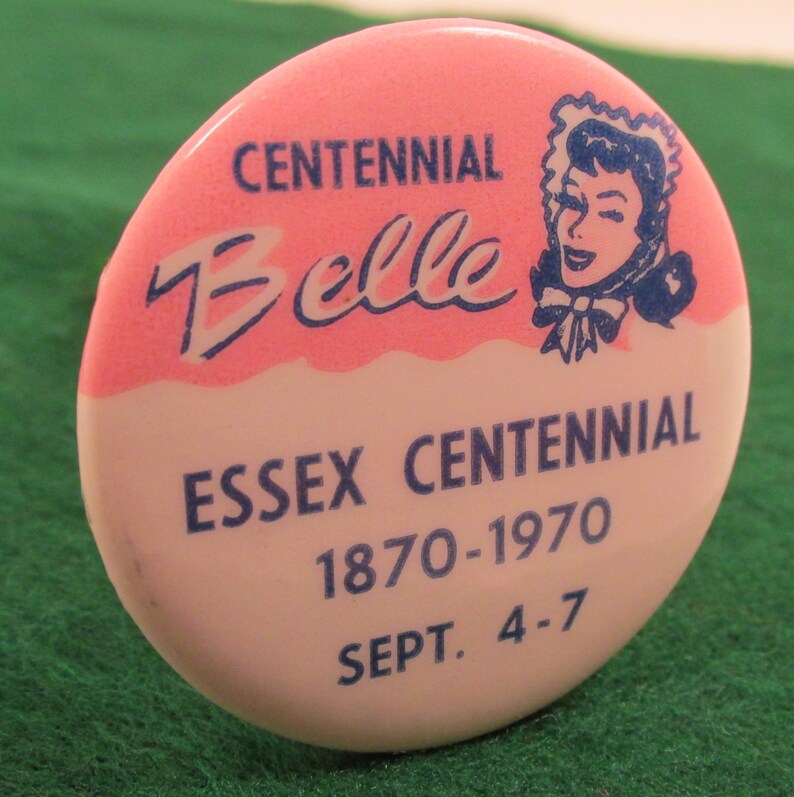 CENTENNIAL
Belle
ESSEX CENTENNIAL
1870-1970
SEPT. 4-7